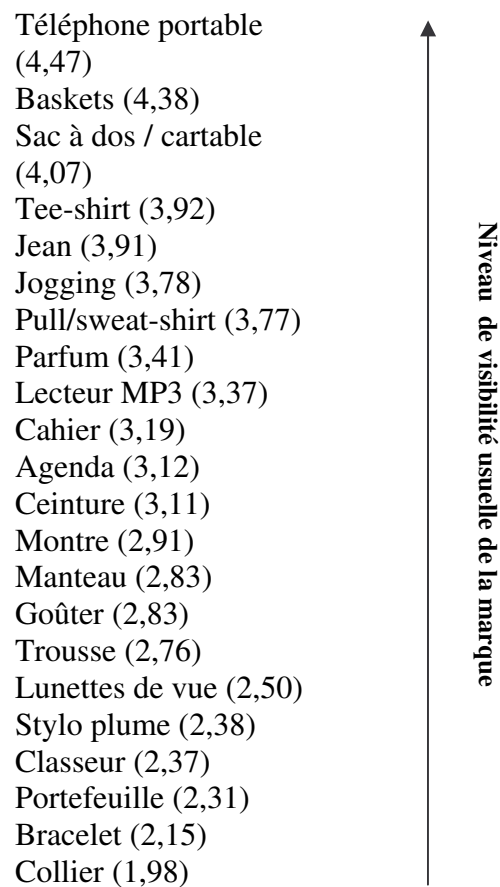 Téléphone portable
(4,47)
Baskets (4,38)
Sac à dos / cartable
(4,07)
Tee-shirt (3,92)
Jean (3,91)
Jogging (3,78)
Pull/sweat-shirt (3,77)
Parfum (3,41)
Lecteur MP3 (3,37)
Cahier (3,19)
Agenda (3,12)
Ceinture (3,11)
Montre (2,91)
Manteau (2,83)
Goûter (2,83)
Trousse (2,76)
Lunettes de vue (2,50)
Stylo plume (2,38)
Classeur (2,37)
Portefeuille (2,31)
Bracelet (2,15)
Collier (1,98)
Niveau de visibilité usuelle de la marque